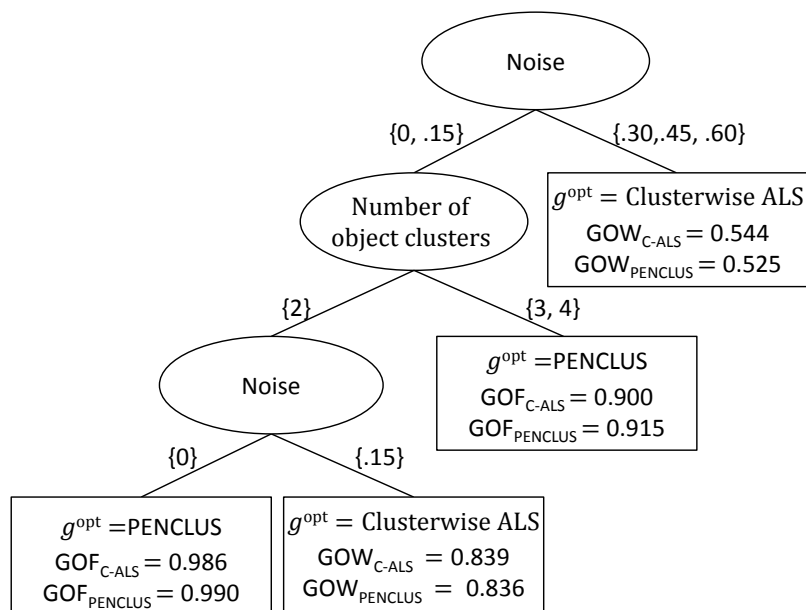 Noise
{0, .15}
{.30,.45, .60}
Number of
object clusters
g^opt = Clusterwise ALS
GOW_C-ALS = 0.544
GOW_PENCLUS = 0.525
{2}
{3, 4}
Noise
g^opt =PENCLUS
GOF_C-ALS = 0.900
GOF_PENCLUS = 0.915
{0}
{.15}
g^opt =PENCLUS
GOF_C-ALS = 0.986
GOF_PENCLUS = 0.990
g^opt = Clusterwise ALS
GOW_C-ALS = 0.839
GOW_PENCLUS = 0.836